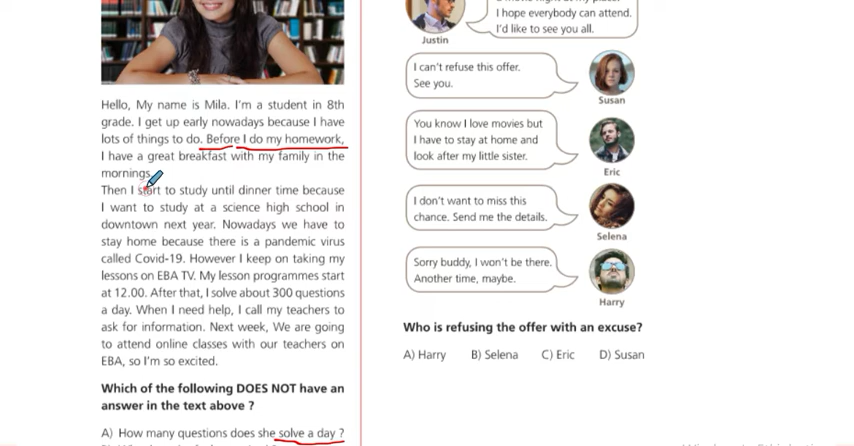 Hello, My name is Mila. I'm a student in 8th
grade. I get up early nowadays because I have
lots of things to do. Before I do my homework,
I have a great breakfast with my family in the
mornings.
Then I start to study until dinner time because
I want to study at a science high school in
downtown next year. Nowadays we have to
stay home because there is a pandemic virus
called Covid-19. However I keep on taking my
lessons on EBA TV. My lesson programmes start
at 12.00. After that, I solve about 300 questions
a day. When I need help, I call my teachers to
ask for information. Next week, We are going
to attend online classes with our teachers on
EBA, so I'm so excited.
Which of the following DOES NOT have an
answer in the text above ?
A) How many questions does she solve a day ?
I hope everybody can attend.
I'd like to see you all.
Justin
I can't refuse this offer.
See you.
Susan
You know I love movies but
I have to stay at home and
look after my little sister.
Eric
I don't want to miss this
chance. Send me the details.
Selena
Sorry buddy, I won't be there.
Another time, maybe.
Harry
Who is refusing the offer with an excuse?
A) Harry B) Selena C) Eric D) Susan